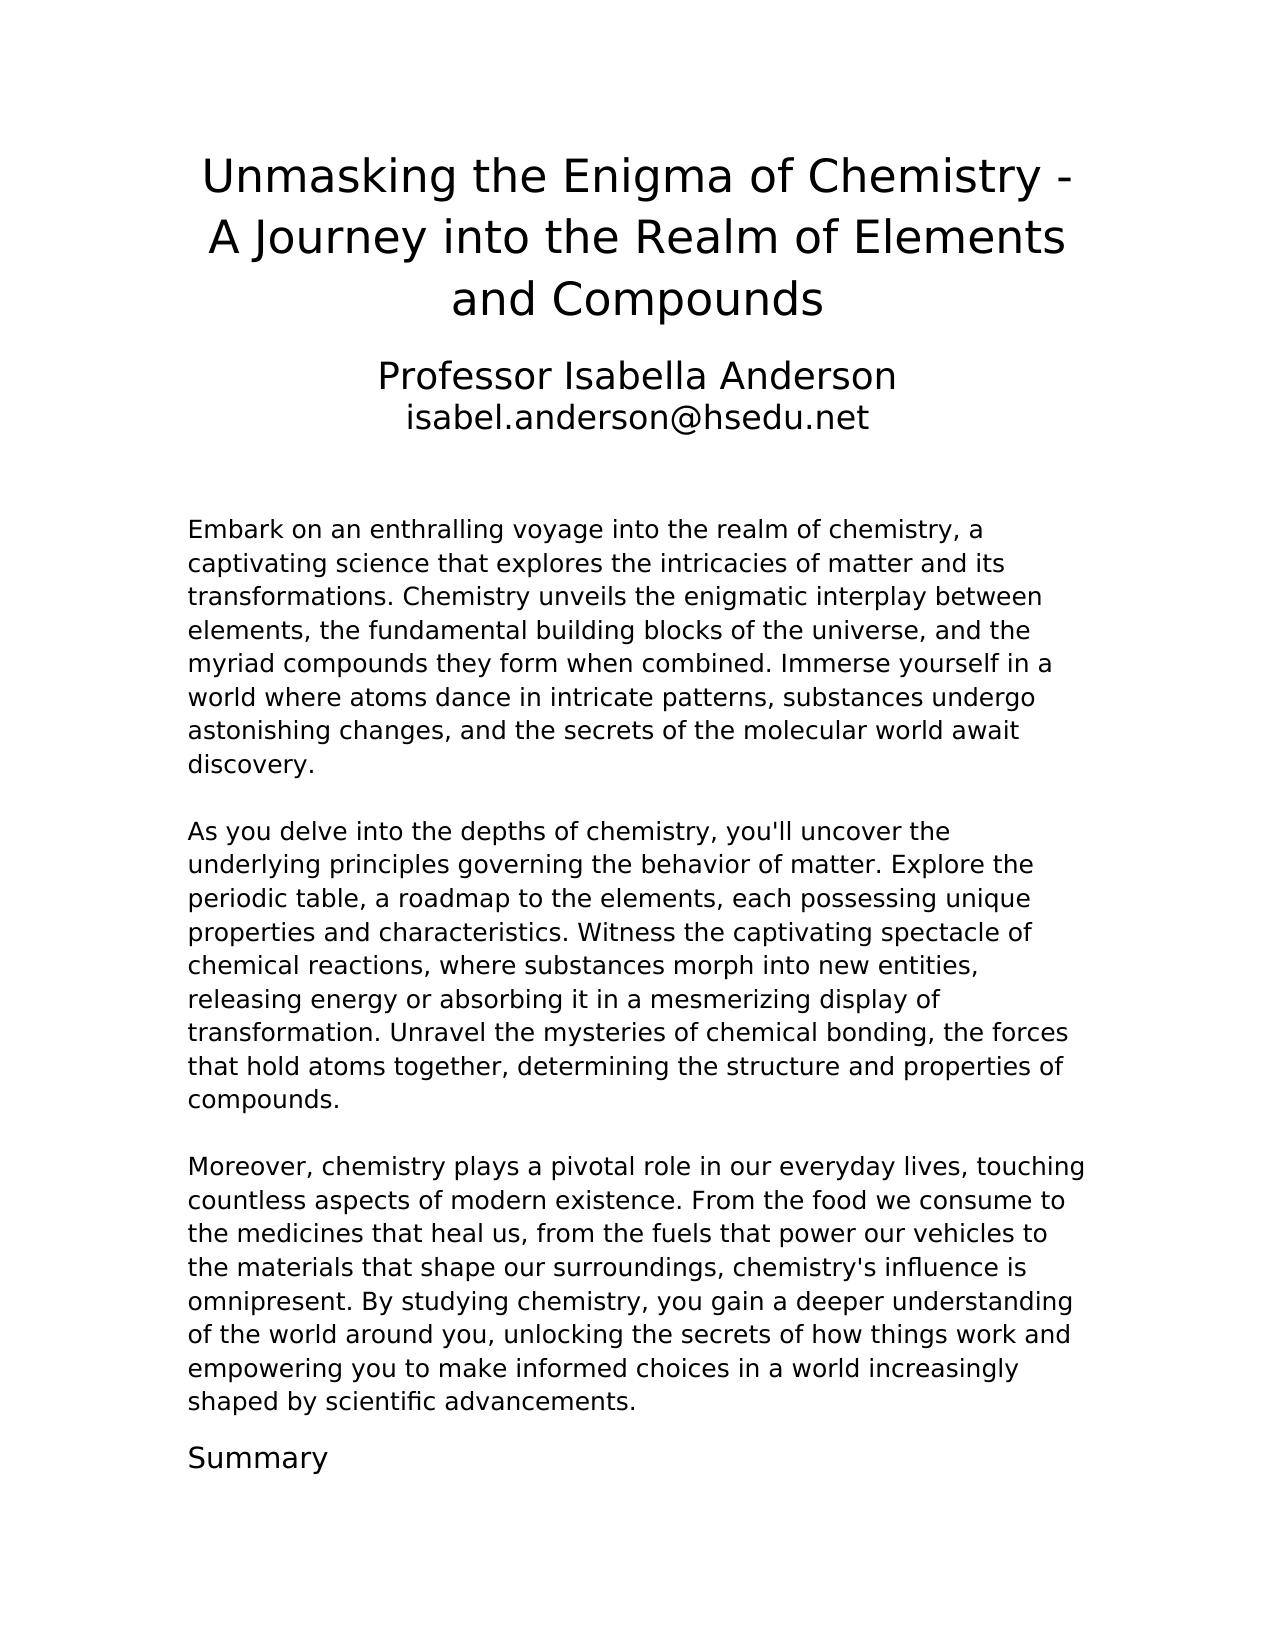 Unmasking the Enigma of Chemistry -
A Journey into the Realm of Elements
and Compounds
Professor Isabella Anderson
isabel.anderson@hsedu.net
Embark on an enthralling voyage into the realm of chemistry, a
captivating science that explores the intricacies of matter and its
transformations. Chemistry unveils the enigmatic interplay between
elements, the fundamental building blocks of the universe, and the
myriad compounds they form when combined. Immerse yourself in a
world where atoms dance in intricate patterns, substances undergo
astonishing changes, and the secrets of the molecular world await
discovery.
As you delve into the depths of chemistry, you'll uncover the
underlying principles governing the behavior of matter. Explore the
periodic table, a roadmap to the elements, each possessing unique
properties and characteristics. Witness the captivating spectacle of
chemical reactions, where substances morph into new entities,
releasing energy or absorbing it in a mesmerizing display of
transformation. Unravel the mysteries of chemical bonding, the forces
that hold atoms together, determining the structure and properties of
compounds.
Moreover, chemistry plays a pivotal role in our everyday lives, touching
countless aspects of modern existence. From the food we consume to
the medicines that heal us, from the fuels that power our vehicles to
the materials that shape our surroundings, chemistry's influence is
omnipresent. By studying chemistry, you gain a deeper understanding
of the world around you, unlocking the secrets of how things work and
empowering you to make informed choices in a world increasingly
shaped by scientific advancements.
Summary